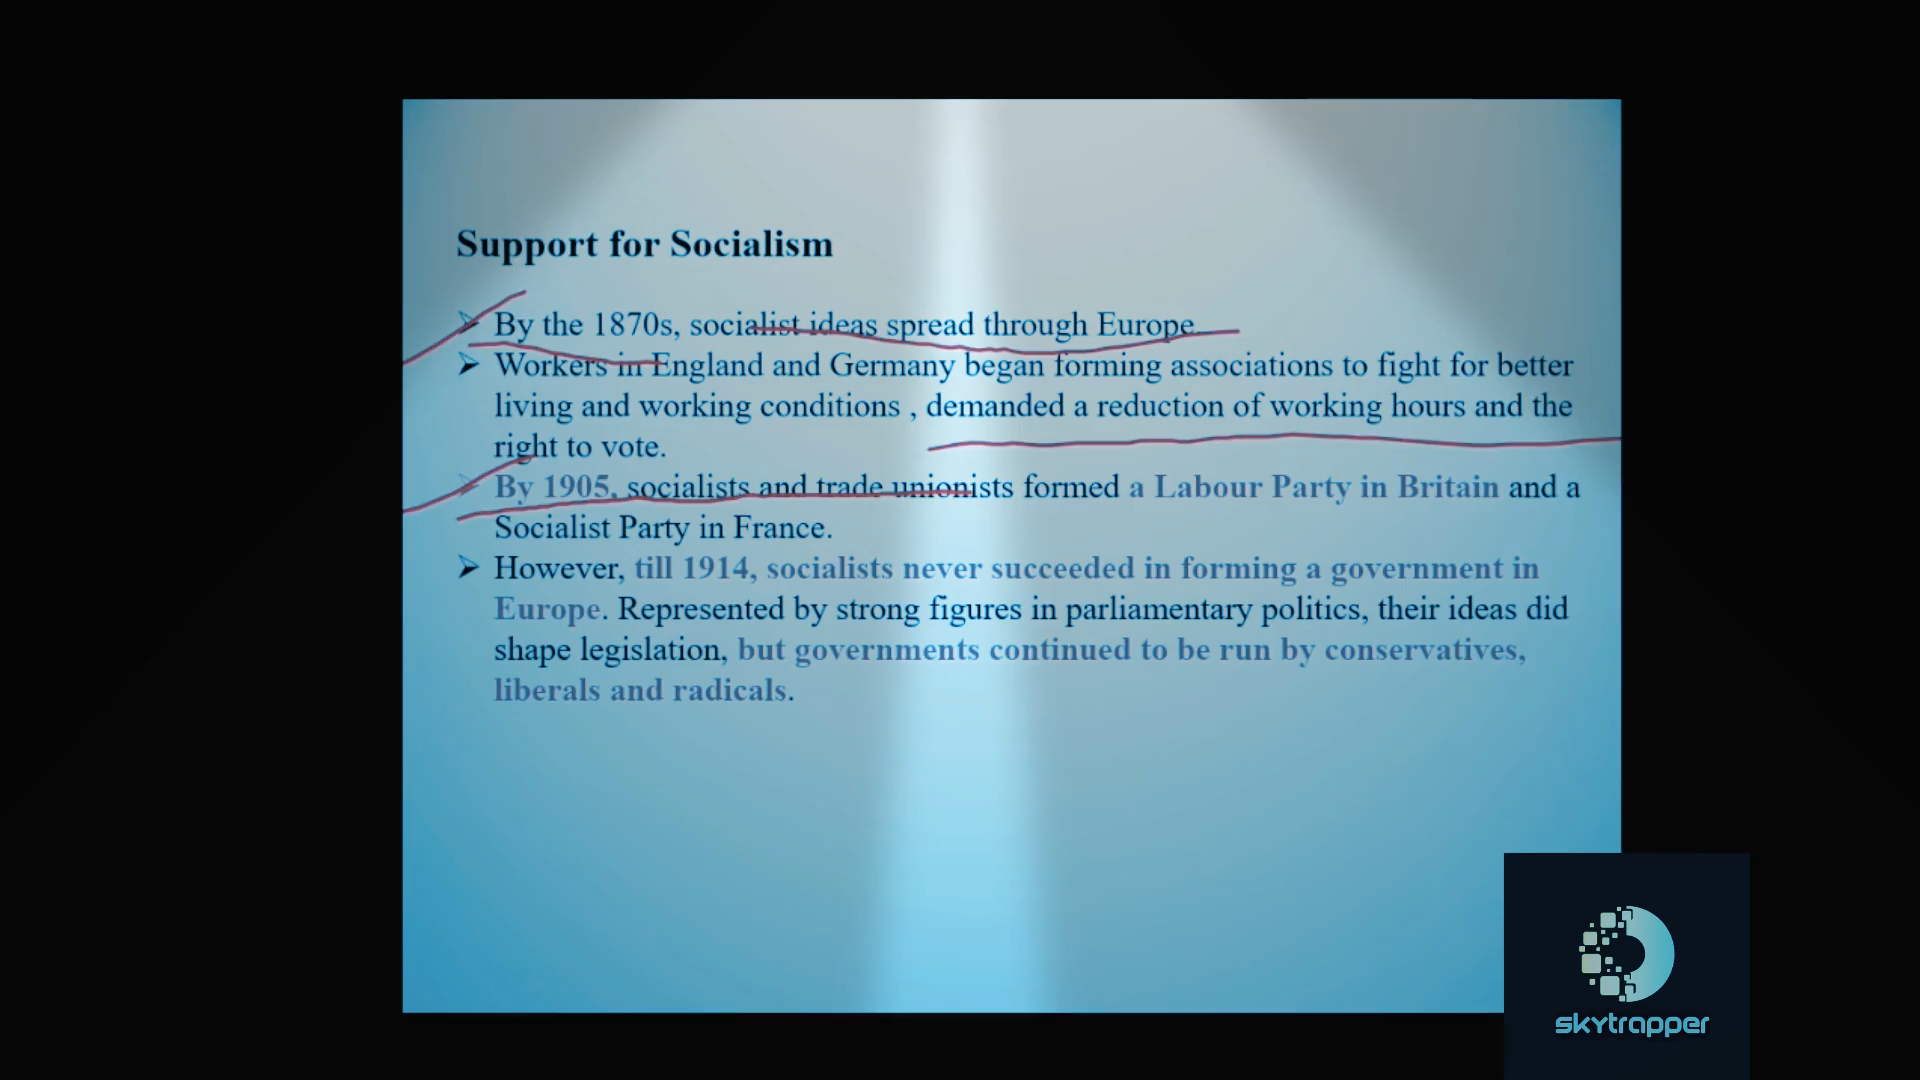 Support for Socialism
➤ By the 1870s, socialist ideas spread through Europe.
➤ Workers in England and Germany began forming associations to fight for better
living and working conditions , demanded a reduction of working hours and the
right to vote.
➤ By 1905, socialists and trade unionists formed a Labour Party in Britain and a
Socialist Party in France.
➤ However, till 1914, socialists never succeeded in forming a government in
Europe. Represented by strong figures in parliamentary politics, their ideas did
shape legislation, but governments continued to be run by conservatives,
liberals and radicals.
skytrapper